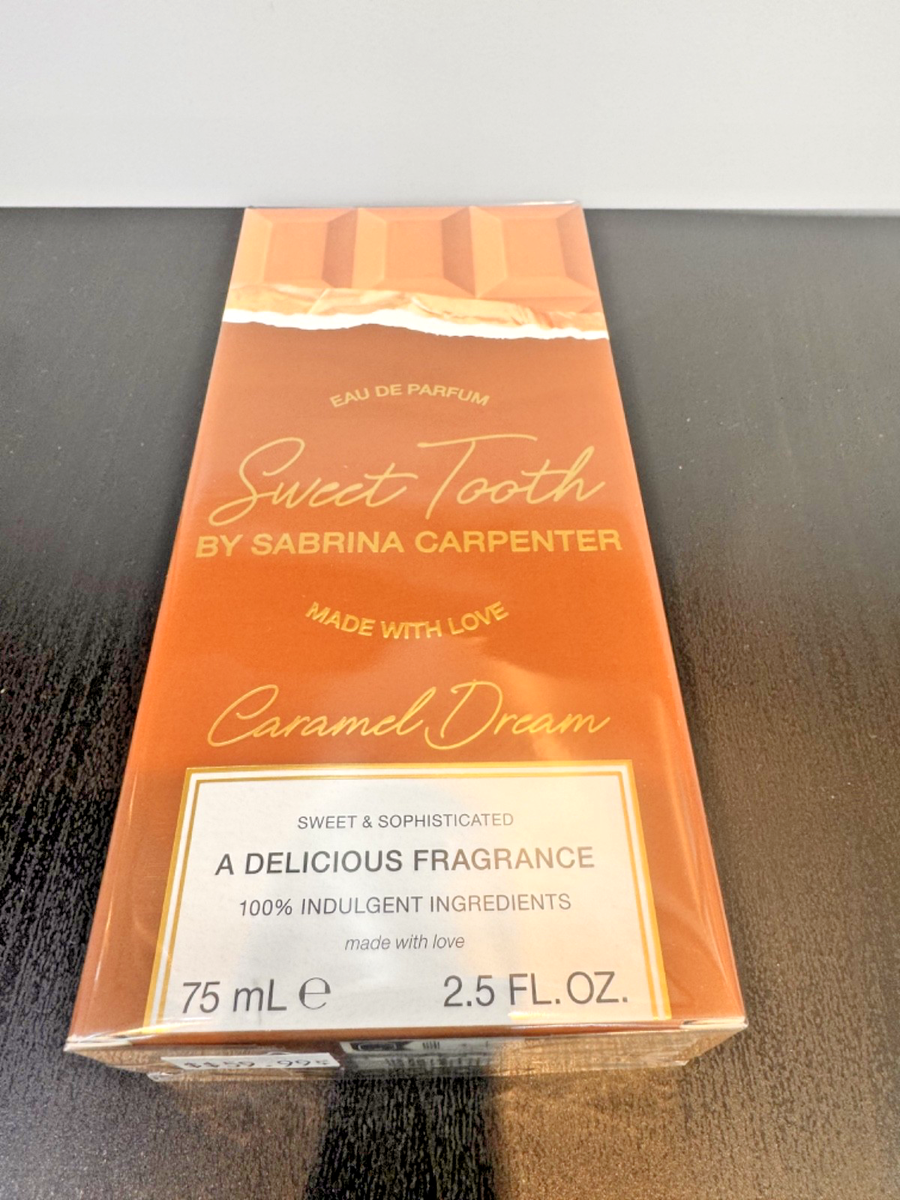 EAU DE PARFUM
Sweet Tooth
BY SABRINA CARPENTER
MADE WITH LOVE
Caramel Dream
SWEET & SOPHISTICATED
A DELICIOUS FRAGRANCE
100% INDULGENT INGREDIENTS
made with love
75 mL ℮ 2.5 FL. OZ.